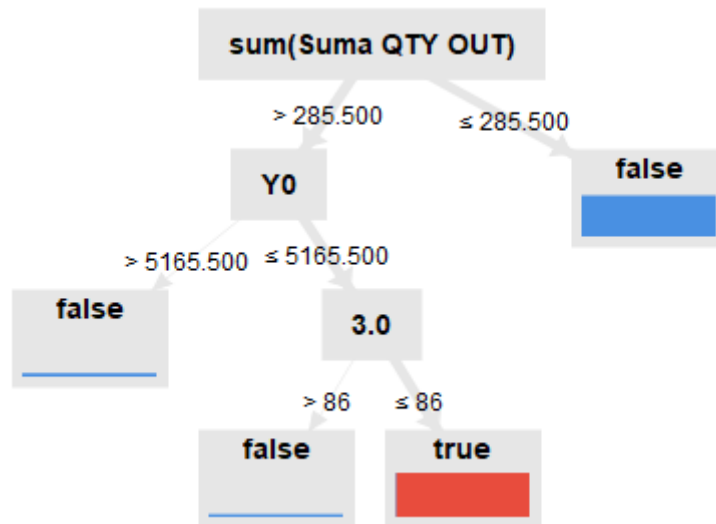 sum(Suma QTY OUT)
> 285.500
≤ 285.500
Y0
false
> 5165.500
≤ 5165.500
false
3.0
> 86
≤ 86
false
true